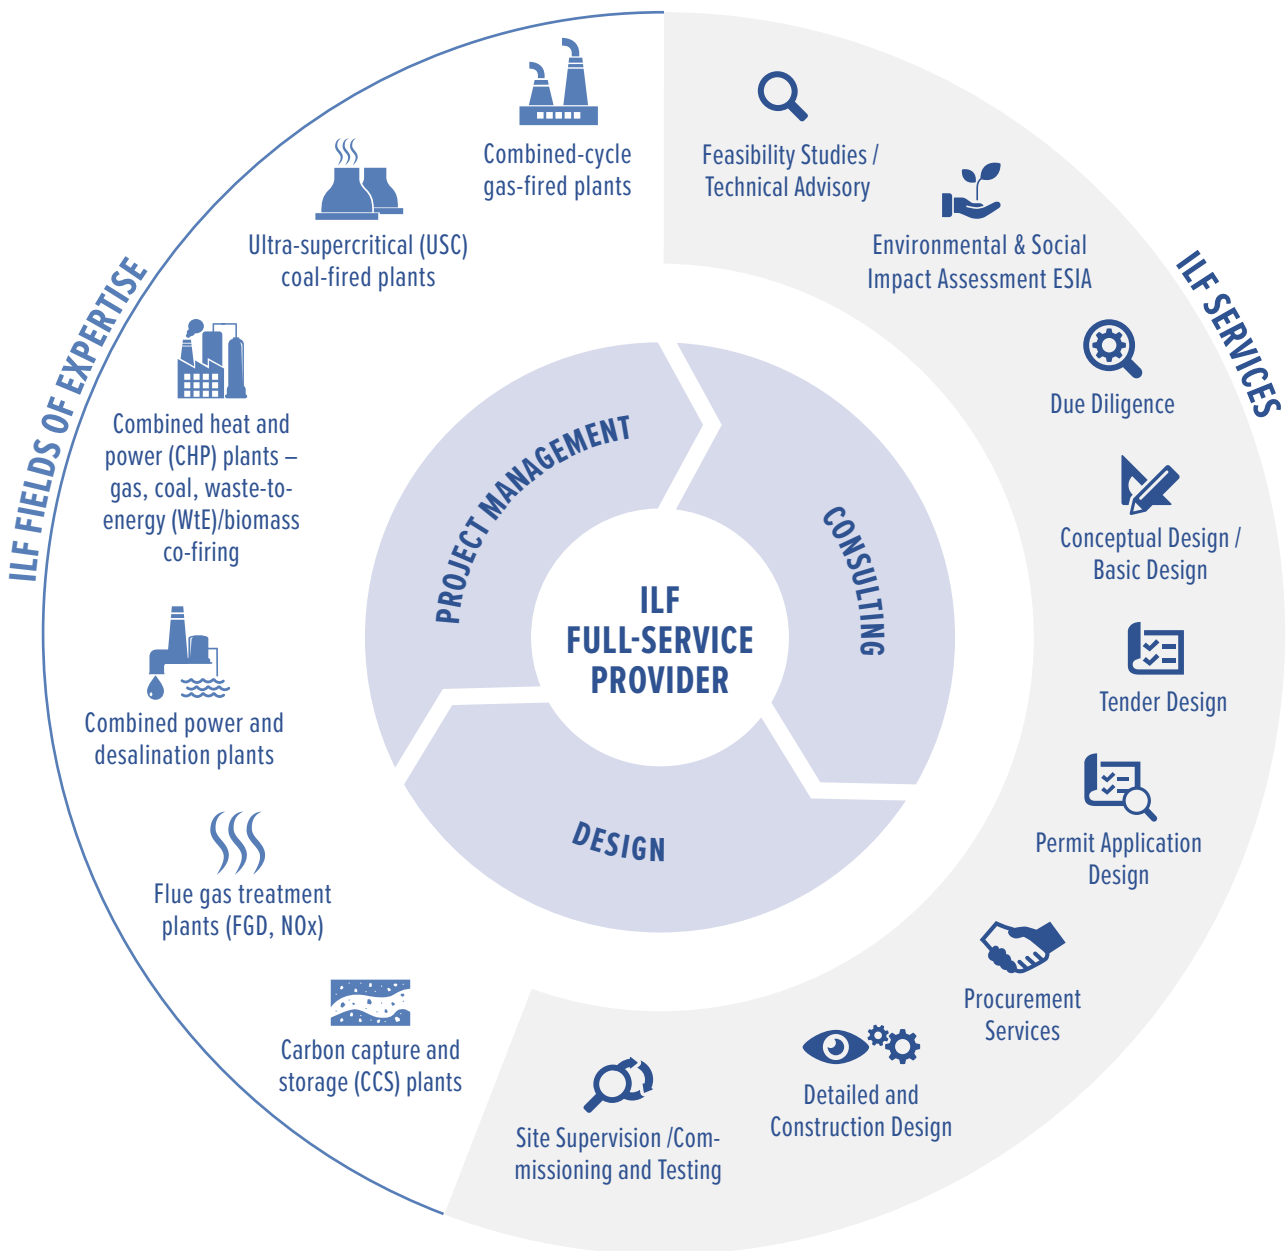 Combined-cycle
gas-fired plants
Ultra-supercritical (USC)
coal-fired plants
ILF FIELDS OF EXPERTISE
Combined heat and
power (CHP) plants –
gas, coal, waste-to-
energy (WtE)/biomass
co-firing
Combined power and
desalination plants
Flue gas treatment
plants (FGD, NOx)
Carbon capture and
storage (CCS) plants
PROJECT MANAGEMENT
CONSULTING
DESIGN
ILF
FULL-SERVICE
PROVIDER
ILF SERVICES
Feasibility Studies /
Technical Advisory
Environmental & Social
Impact Assessment ESIA
Due Diligence
Conceptual Design /
Basic Design
Tender Design
Permit Application
Design
Procurement
Services
Detailed and
Construction Design
Site Supervision /Com-
missioning and Testing